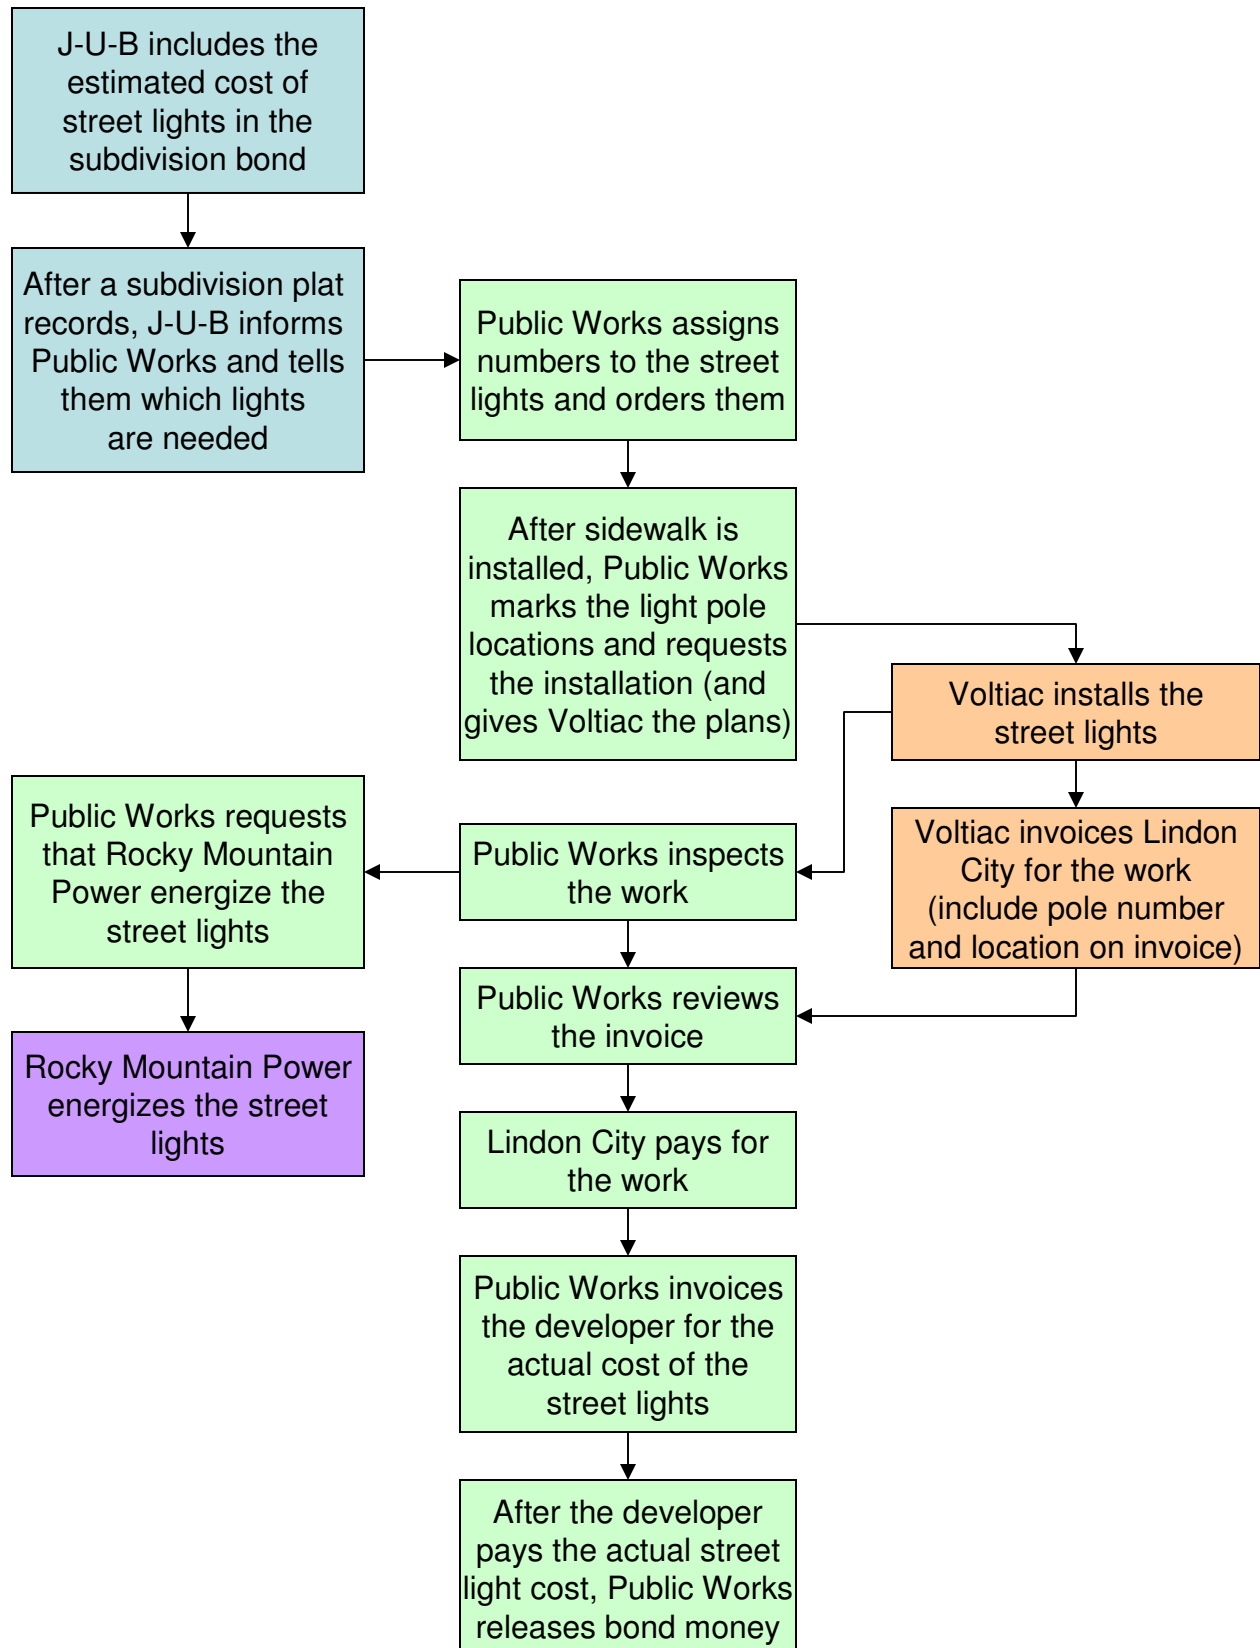 J-U-B includes the
estimated cost of
street lights in the
subdivision bond
After a subdivision plat
records, J-U-B informs
Public Works and tells
them which lights
are needed
Public Works assigns
numbers to the street
lights and orders them
After sidewalk is
installed, Public Works
marks the light pole
locations and requests
the installation (and
gives Voltiac the plans)
Voltiac installs the
street lights
Voltiac invoices Lindon
City for the work
(include pole number
and location on invoice)
Public Works inspects
the work
Public Works requests
that Rocky Mountain
Power energize the
street lights
Rocky Mountain Power
energizes the street
lights
Public Works reviews
the invoice
Lindon City pays for
the work
Public Works invoices
the developer for the
actual cost of the
street lights
After the developer
pays the actual street
light cost, Public Works
releases bond money